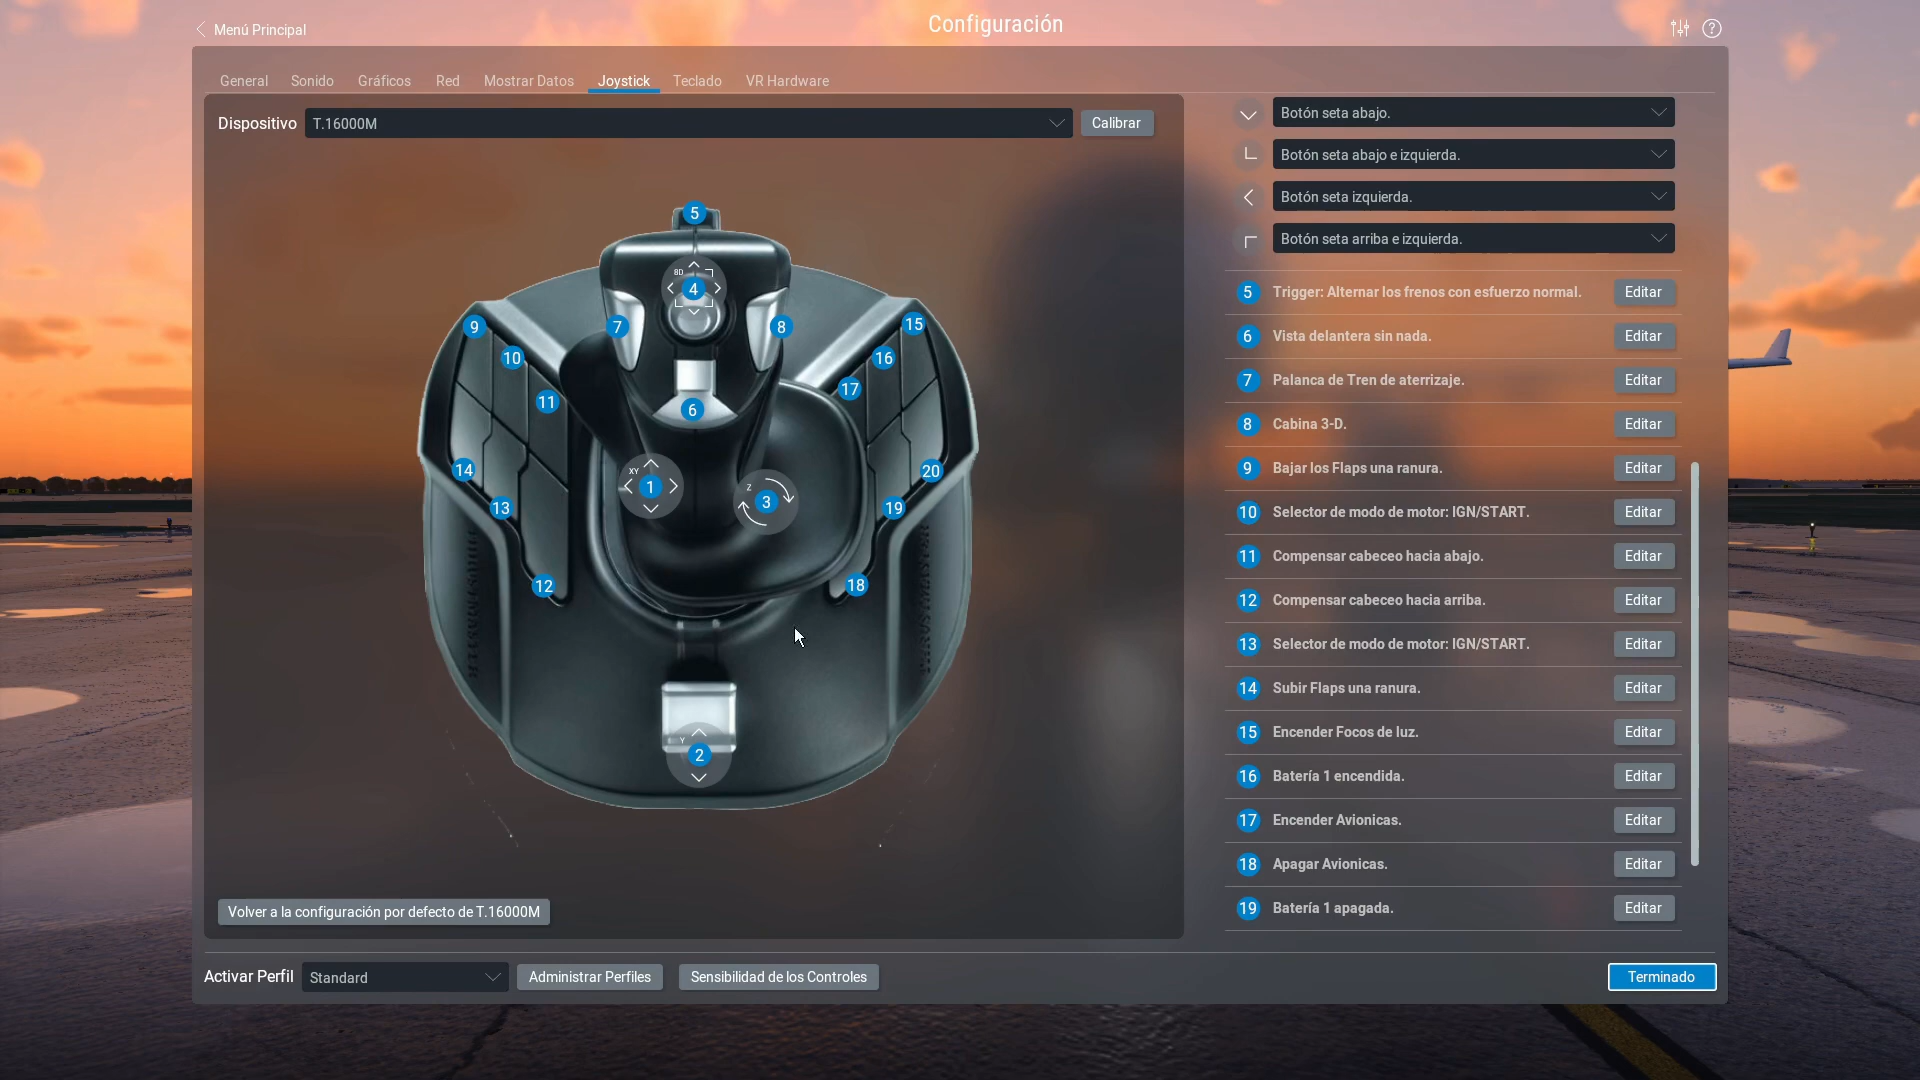 Menú Principal
Configuración
General
Sonido
Gráficos
Red
Mostrar Datos
Joystick
Teclado
VR Hardware
Dispositivo
T.16000M
Calibrar
5
8D
4
7
8
9
10
11
15
16
17
6
14
13
12
XY
1
Z
3
20
19
18
Y
2
Botón seta abajo.
Botón seta abajo e izquierda.
Botón seta izquierda.
Botón seta arriba e izquierda.
5 Trigger: Alternar los frenos con esfuerzo normal. Editar
6 Vista delantera sin nada. Editar
7 Palanca de Tren de aterrizaje. Editar
8 Cabina 3-D. Editar
9 Bajar los Flaps una ranura. Editar
10 Selector de modo de motor: IGN/START. Editar
11 Compensar cabeceo hacia abajo. Editar
12 Compensar cabeceo hacia arriba. Editar
13 Selector de modo de motor: IGN/START. Editar
14 Subir Flaps una ranura. Editar
15 Encender Focos de luz. Editar
16 Batería 1 encendida. Editar
17 Encender Avionicas. Editar
18 Apagar Avionicas. Editar
19 Batería 1 apagada. Editar
Volver a la configuración por defecto de T.16000M
Activar Perfil
Standard
Administrar Perfiles
Sensibilidad de los Controles
Terminado